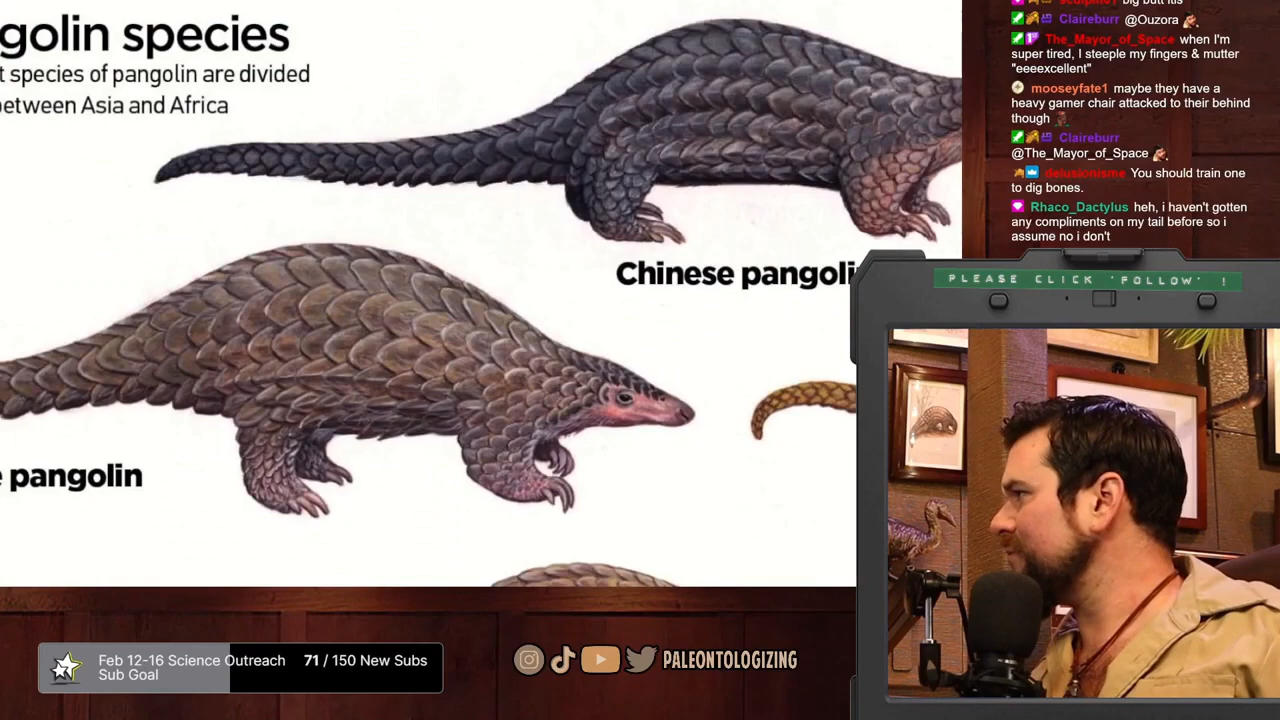 golin species
t species of pangolin are divided
between Asia and Africa
Chinese pangoli
pangolin
big butt
Claireburr @Ouzora
The_Mayor_of_Space when I'm
super tired, I steeple my fingers & mutter
"eeeexcellent"
mooseyfate1 maybe they have a
heavy gamer chair attacked to their behind
though
Claireburr
@The_Mayor_of_Space
delusionisme You should train one
to dig bones.
Rhaco_Dactylus heh, i haven't gotten
any compliments on my tail before so i
assume no i don't
PLEASE CLICK 'FOLLOW' !
Feb 12-16 Science Outreach
Sub Goal
71 / 150 New Subs
PALEONTOLOGIZING